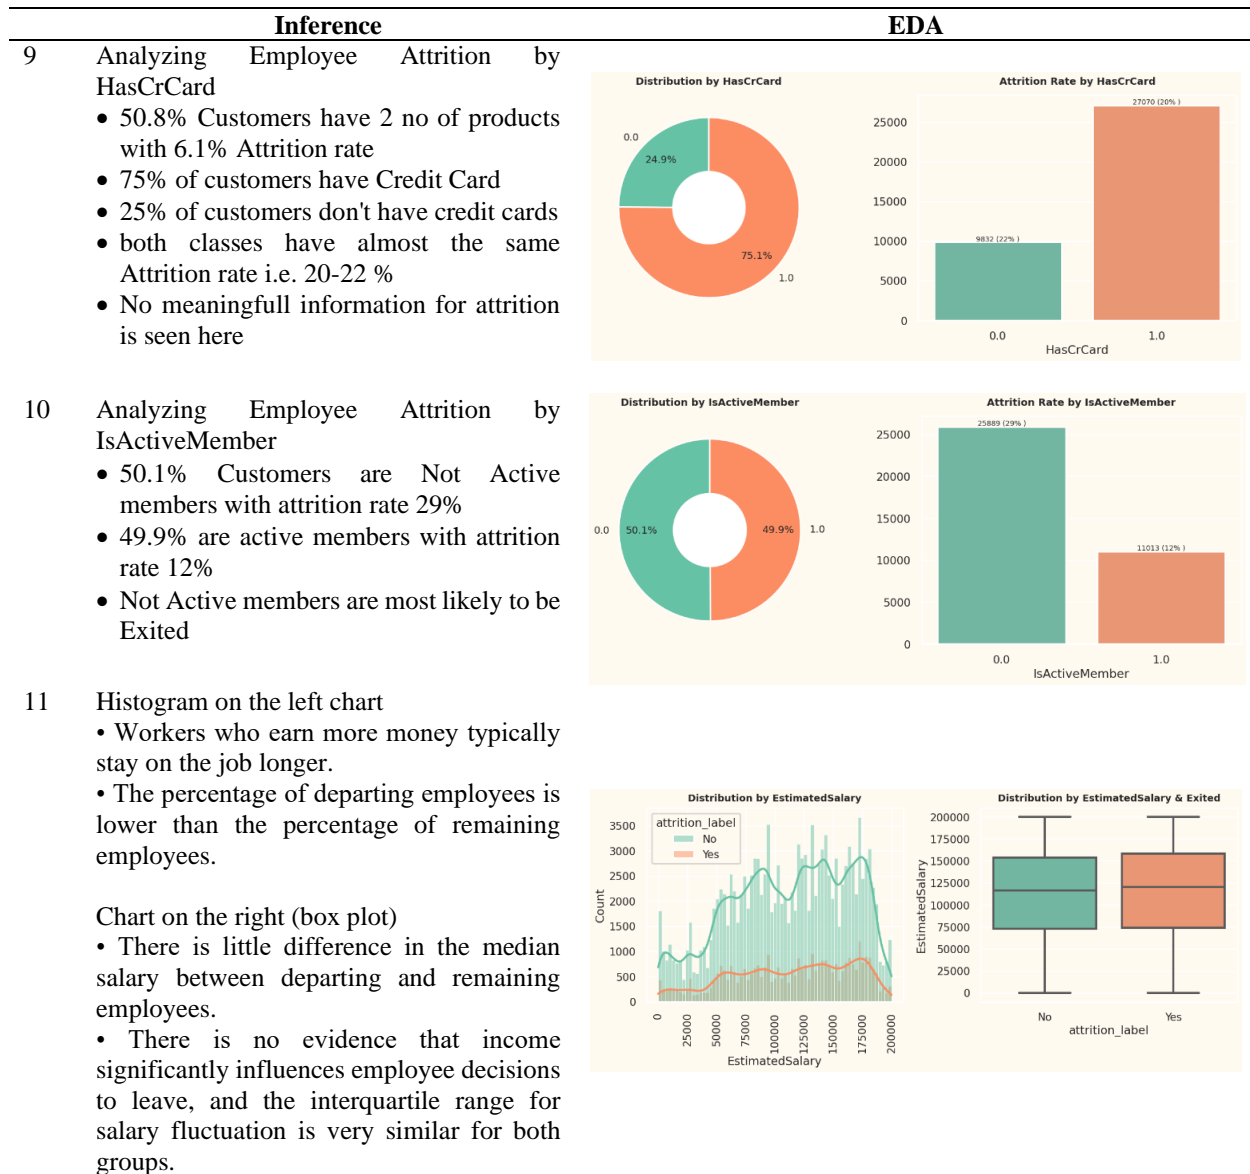 Inference EDA
9 Analyzing Employee Attrition by
HasCrCard
• 50.8% Customers have 2 no of products
with 6.1% Attrition rate
• 75% of customers have Credit Card
• 25% of customers don't have credit cards
• both classes have almost the same
Attrition rate i.e. 20-22 %
• No meaningfull information for attrition
is seen here
Distribution by HasCrCard
0.0
24.9%
75.1%
1.0
Attrition Rate by HasCrCard
27070 (20% )
25000
20000
15000
10000
5000
0
9832 (22% )
0.0 1.0
HasCrCard
10 Analyzing Employee Attrition by
IsActiveMember
• 50.1% Customers are Not Active
members with attrition rate 29%
• 49.9% are active members with attrition
rate 12%
• Not Active members are most likely to be
Exited
Distribution by IsActiveMember
0.0 50.1% 49.9% 1.0
Attrition Rate by IsActiveMember
25889 (29% )
25000
20000
15000
10000
5000
0
11013 (12% )
0.0 1.0
IsActiveMember
11 Histogram on the left chart
• Workers who earn more money typically
stay on the job longer.
• The percentage of departing employees is
lower than the percentage of remaining
employees.
Chart on the right (box plot)
• There is little difference in the median
salary between departing and remaining
employees.
• There is no evidence that income
significantly influences employee decisions
to leave, and the interquartile range for
salary fluctuation is very similar for both
groups.
Distribution by EstimatedSalary
attrition_label
No
Yes
3500
3000
2500
2000
1500
1000
500
0
Count
0 25000 50000 75000 100000 125000 150000 175000 200000
EstimatedSalary
Distribution by EstimatedSalary & Exited
200000
175000
150000
125000
100000
75000
50000
25000
0
EstimatedSalary
No Yes
attrition_label